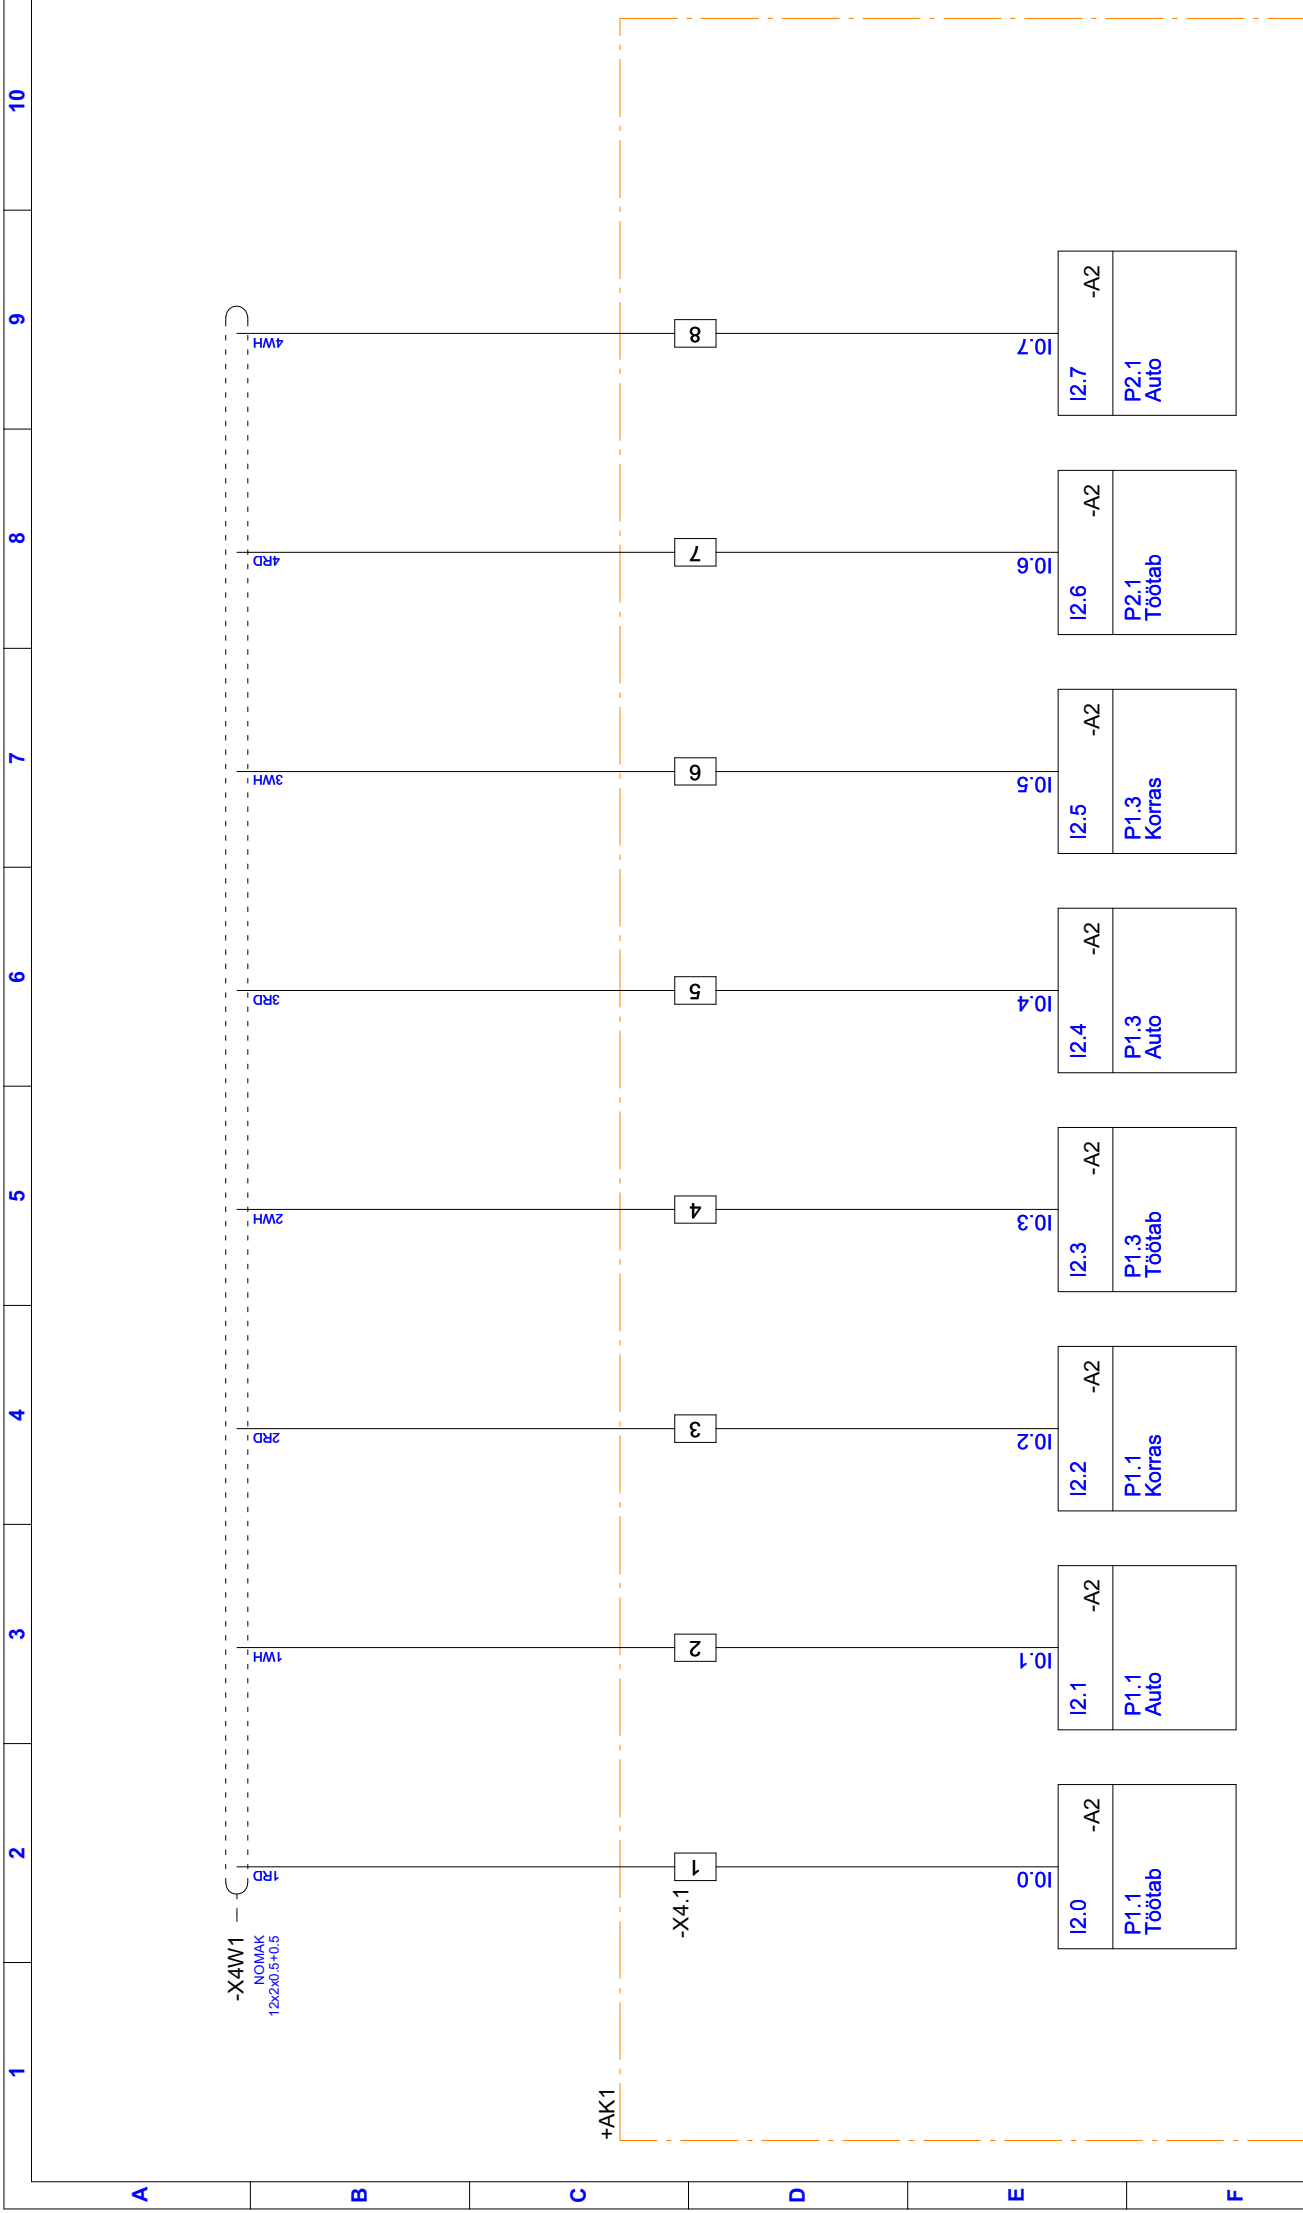 1 2 3 4 5 6 7 8 9 10
A
B
C
D
E
F
-X4W1
NOMAK
12x2x0.5+0.5
1RD
1WH
2RD
2WH
3RD
3WH
4RD
4WH
+AK1
-X4.1
1 2 3 4 5 6 7 8
I0.0
I0.1
I0.2
I0.3
I0.4
I0.5
I0.6
I0.7
I2.0 -A2
P1.1
Töötab
I2.1 -A2
P1.1
Auto
I2.2 -A2
P1.1
Korras
I2.3 -A2
P1.3
Töötab
I2.4 -A2
P1.3
Auto
I2.5 -A2
P1.3
Korras
I2.6 -A2
P2.1
Töötab
I2.7 -A2
P2.1
Auto